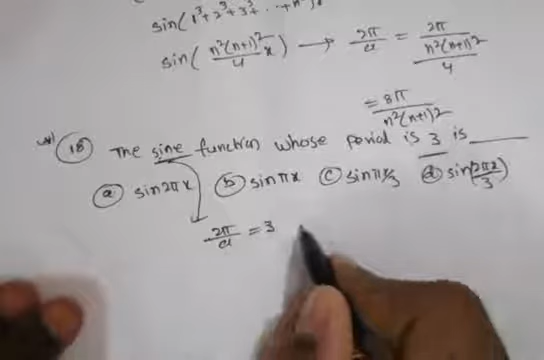 sin(1³+2³+3³+...+n³)x
sin(n²(n+1)²/4 x) → 2π/a = 2π/(n²(n+1)²/4)
= 8π/(n²(n+1)²)
(18) The sine function whose period is 3 is ____
(a) sin2πx (b) sinπx (c) sinπx/3 (d) sin(2πx/3)
2π/a = 3